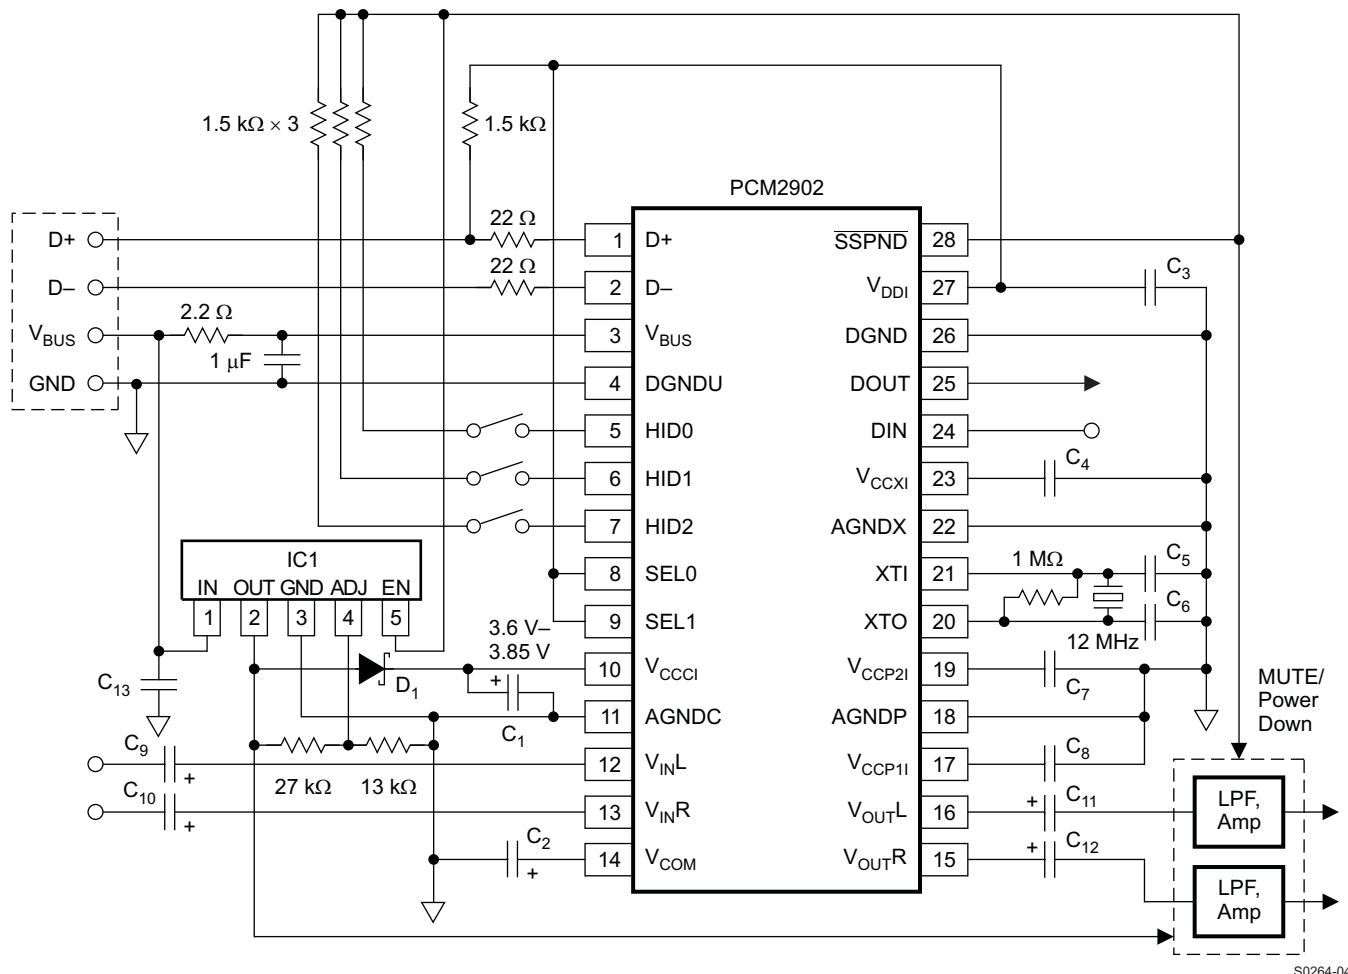 1.5 kΩ × 3
1.5 kΩ
PCM2902
D+
22 Ω
1
D+
SSPND
28
D–
22 Ω
2
D–
VDDI
27
C3
VBUS
2.2 Ω
3
VBUS
DGND
26
1 μF
GND
4
DGNDU
DOUT
25
5
HID0
DIN
24
6
HID1
VCCXI
23
C4
7
HID2
AGNDX
22
IC1
IN OUT GND ADJ EN
1 2 3 4 5
8
SEL0
XTI
21
1 MΩ
C5
9
SEL1
XTO
20
12 MHz
C6
3.6 V–
3.85 V
D1
10
VCCCI
VCCP2I
19
C7
C13
+
C1
11
AGNDC
AGNDP
18
MUTE/
Power
Down
C9
+
27 kΩ
13 kΩ
12
VINL
VCCP1I
17
C8
C10
+
13
VINR
VOUTL
16
+
C11
LPF,
Amp
C2
+
14
VCOM
VOUTR
15
+
C12
LPF,
Amp
S0264-04